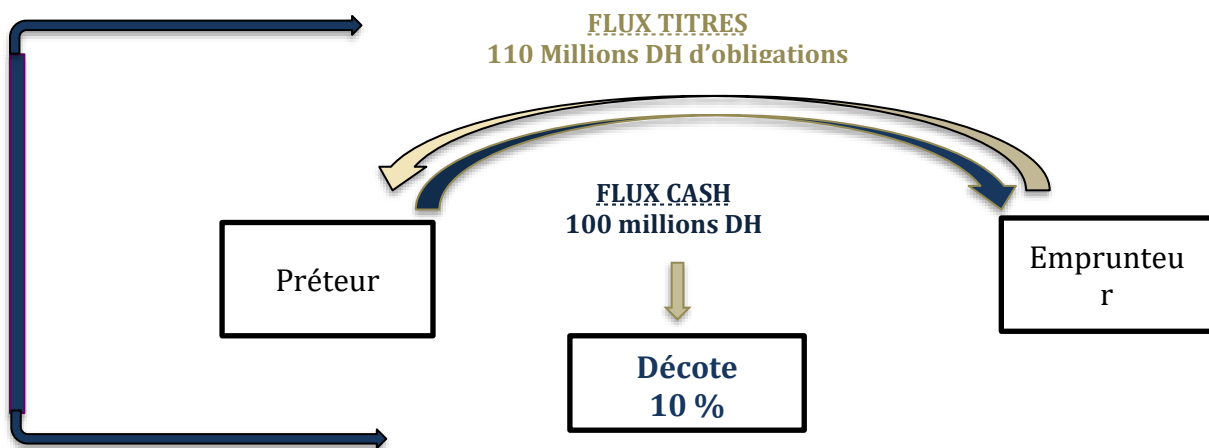 FLUX TITRES
110 Millions DH d’obligations
FLUX CASH
100 millions DH
Préteur
Emprunteu
r
Décote
10 %